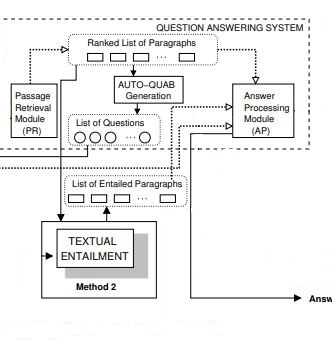 QUESTION ANSWERING SYSTEM
Ranked List of Paragraphs
...
Passage
Retrieval
Module
(PR)
AUTO-QUAB
Generation
Answer
Processing
Module
(AP)
List of Questions
...
List of Entailed Paragraphs
...
TEXTUAL
ENTAILMENT
Method 2
Answ